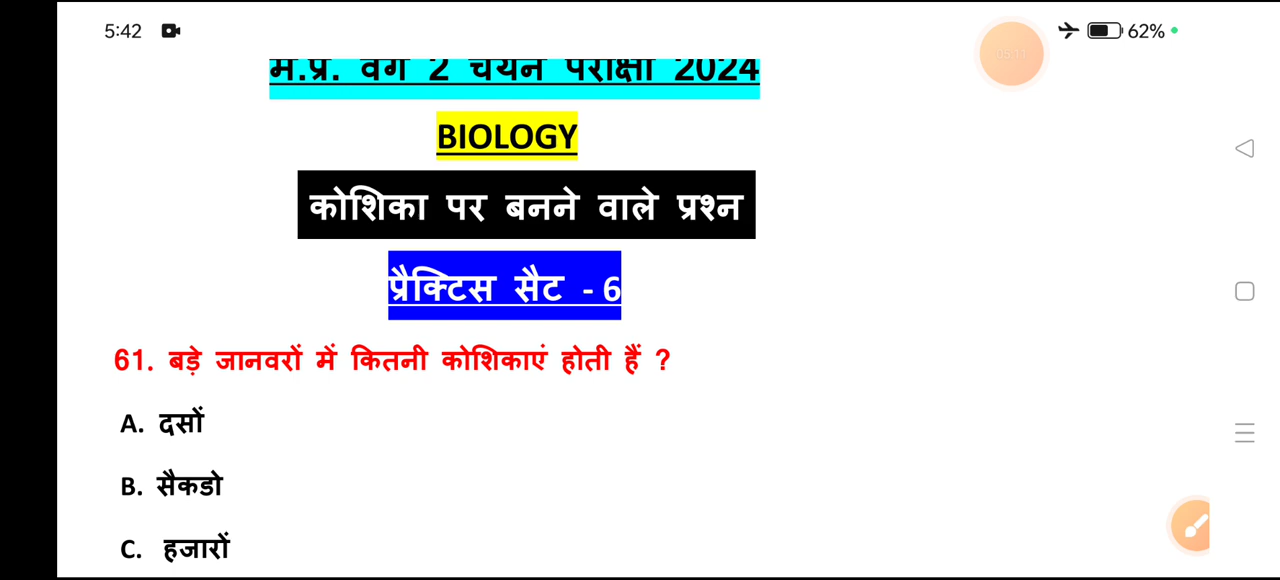 5:42
62%
म.प्र. वर्ग 2 चयन परीक्षा 2024
BIOLOGY
कोशिका पर बनने वाले प्रश्न
प्रैक्टिस सैट - 6
61. बड़े जानवरों में कितनी कोशिकाएं होती हैं ?
A. दसों
B. सैकडो
C. हजारों